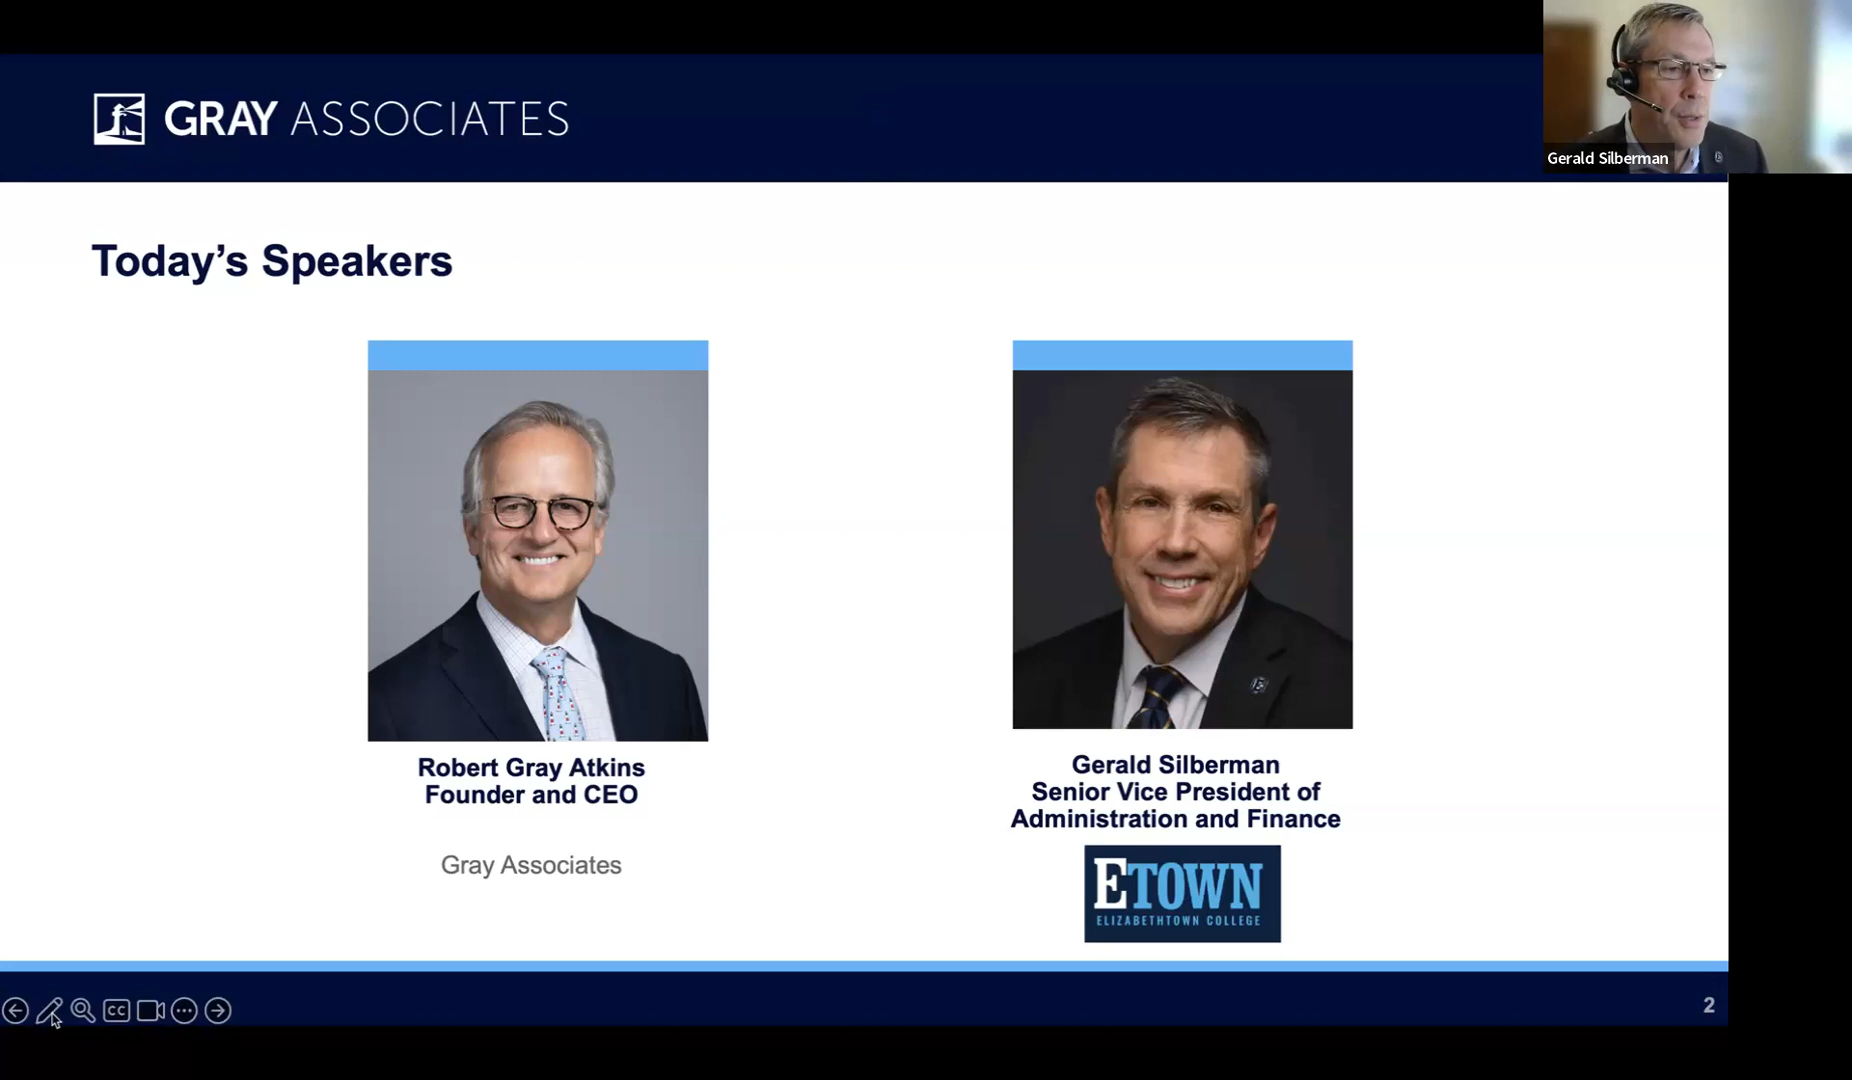 GRAY ASSOCIATES
Gerald Silberman
Today’s Speakers
Robert Gray Atkins
Founder and CEO
Gray Associates
Gerald Silberman
Senior Vice President of
Administration and Finance
ETOWN
ELIZABETHTOWN COLLEGE
CC
2